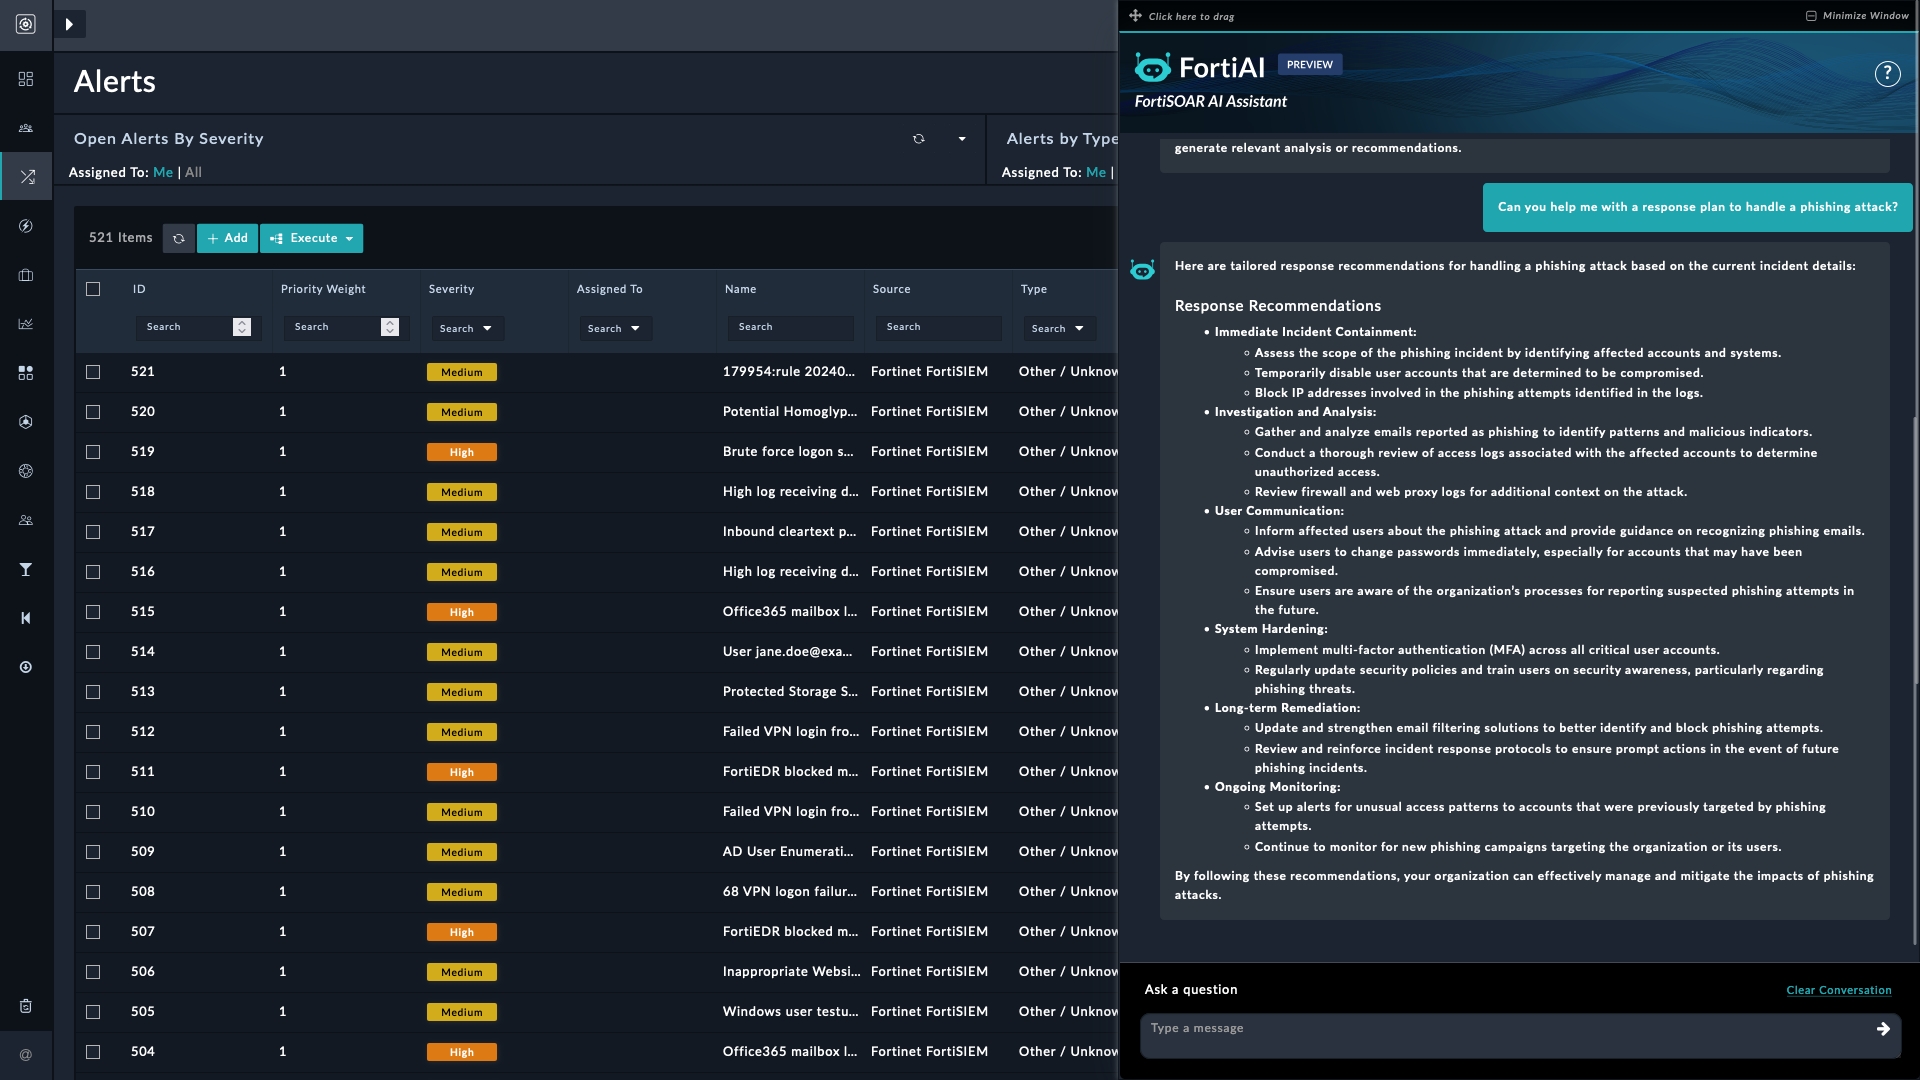 Alerts
Open Alerts By Severity
Assigned To: Me | All
Alerts by Type
Assigned To: Me |
521 Items
+ Add
Execute
ID Priority Weight Severity Assigned To Name Source Type
Search Search Search Search Search Search Search
521 1 Medium 179954:rule 20240... Fortinet FortiSIEM Other / Unknow
520 1 Medium Potential Homoglyp... Fortinet FortiSIEM Other / Unknow
519 1 High Brute force logon s... Fortinet FortiSIEM Other / Unknow
518 1 Medium High log receiving d... Fortinet FortiSIEM Other / Unknow
517 1 Medium Inbound cleartext p... Fortinet FortiSIEM Other / Unknow
516 1 Medium High log receiving d... Fortinet FortiSIEM Other / Unknow
515 1 High Office365 mailbox l... Fortinet FortiSIEM Other / Unknow
514 1 Medium User jane.doe@exa... Fortinet FortiSIEM Other / Unknow
513 1 Medium Protected Storage S... Fortinet FortiSIEM Other / Unknow
512 1 Medium Failed VPN login fro... Fortinet FortiSIEM Other / Unknow
511 1 High FortiEDR blocked m... Fortinet FortiSIEM Other / Unknow
510 1 Medium Failed VPN login fro... Fortinet FortiSIEM Other / Unknow
509 1 Medium AD User Enumerati... Fortinet FortiSIEM Other / Unknow
508 1 Medium 68 VPN logon failur... Fortinet FortiSIEM Other / Unknow
507 1 High FortiEDR blocked m... Fortinet FortiSIEM Other / Unknow
506 1 Medium Inappropriate Websi... Fortinet FortiSIEM Other / Unknow
505 1 Medium Windows user testu... Fortinet FortiSIEM Other / Unknow
504 1 High Office365 mailbox l... Fortinet FortiSIEM Other / Unknow
@
Click here to drag
Minimize Window
FortiAI PREVIEW
FortiSOAR AI Assistant
?
generate relevant analysis or recommendations.
Can you help me with a response plan to handle a phishing attack?
Here are tailored response recommendations for handling a phishing attack based on the current incident details:
Response Recommendations
• Immediate Incident Containment:
◦ Assess the scope of the phishing incident by identifying affected accounts and systems.
◦ Temporarily disable user accounts that are determined to be compromised.
◦ Block IP addresses involved in the phishing attempts identified in the logs.
• Investigation and Analysis:
◦ Gather and analyze emails reported as phishing to identify patterns and malicious indicators.
◦ Conduct a thorough review of access logs associated with the affected accounts to determine
unauthorized access.
◦ Review firewall and web proxy logs for additional context on the attack.
• User Communication:
◦ Inform affected users about the phishing attack and provide guidance on recognizing phishing emails.
◦ Advise users to change passwords immediately, especially for accounts that may have been
compromised.
◦ Ensure users are aware of the organization's processes for reporting suspected phishing attempts in
the future.
• System Hardening:
◦ Implement multi-factor authentication (MFA) across all critical user accounts.
◦ Regularly update security policies and train users on security awareness, particularly regarding
phishing threats.
• Long-term Remediation:
◦ Update and strengthen email filtering solutions to better identify and block phishing attempts.
◦ Review and reinforce incident response protocols to ensure prompt actions in the event of future
phishing incidents.
• Ongoing Monitoring:
◦ Set up alerts for unusual access patterns to accounts that were previously targeted by phishing
attempts.
◦ Continue to monitor for new phishing campaigns targeting the organization or its users.
By following these recommendations, your organization can effectively manage and mitigate the impacts of phishing
attacks.
Ask a question
Clear Conversation
Type a message